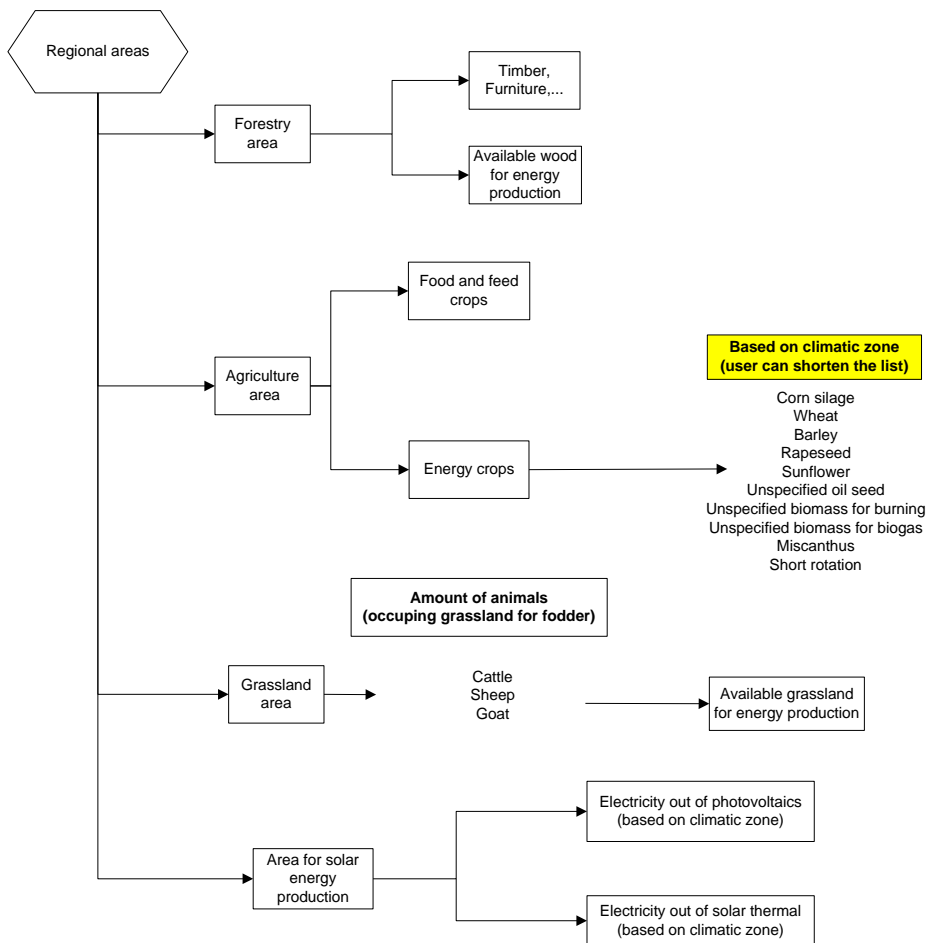 Regional areas
Timber,
Furniture,...
Forestry
area
Available wood
for energy
production
Food and feed
crops
Based on climatic zone
(user can shorten the list)
Agriculture
area
Corn silage
Wheat
Barley
Rapeseed
Sunflower
Unspecified oil seed
Unspecified biomass for burning
Unspecified biomass for biogas
Miscanthus
Short rotation
Energy crops
Amount of animals
(occuping grassland for fodder)
Grassland
area
Cattle
Sheep
Goat
Available grassland
for energy production
Electricity out of photovoltaics
(based on climatic zone)
Area for solar
energy
production
Electricity out of solar thermal
(based on climatic zone)